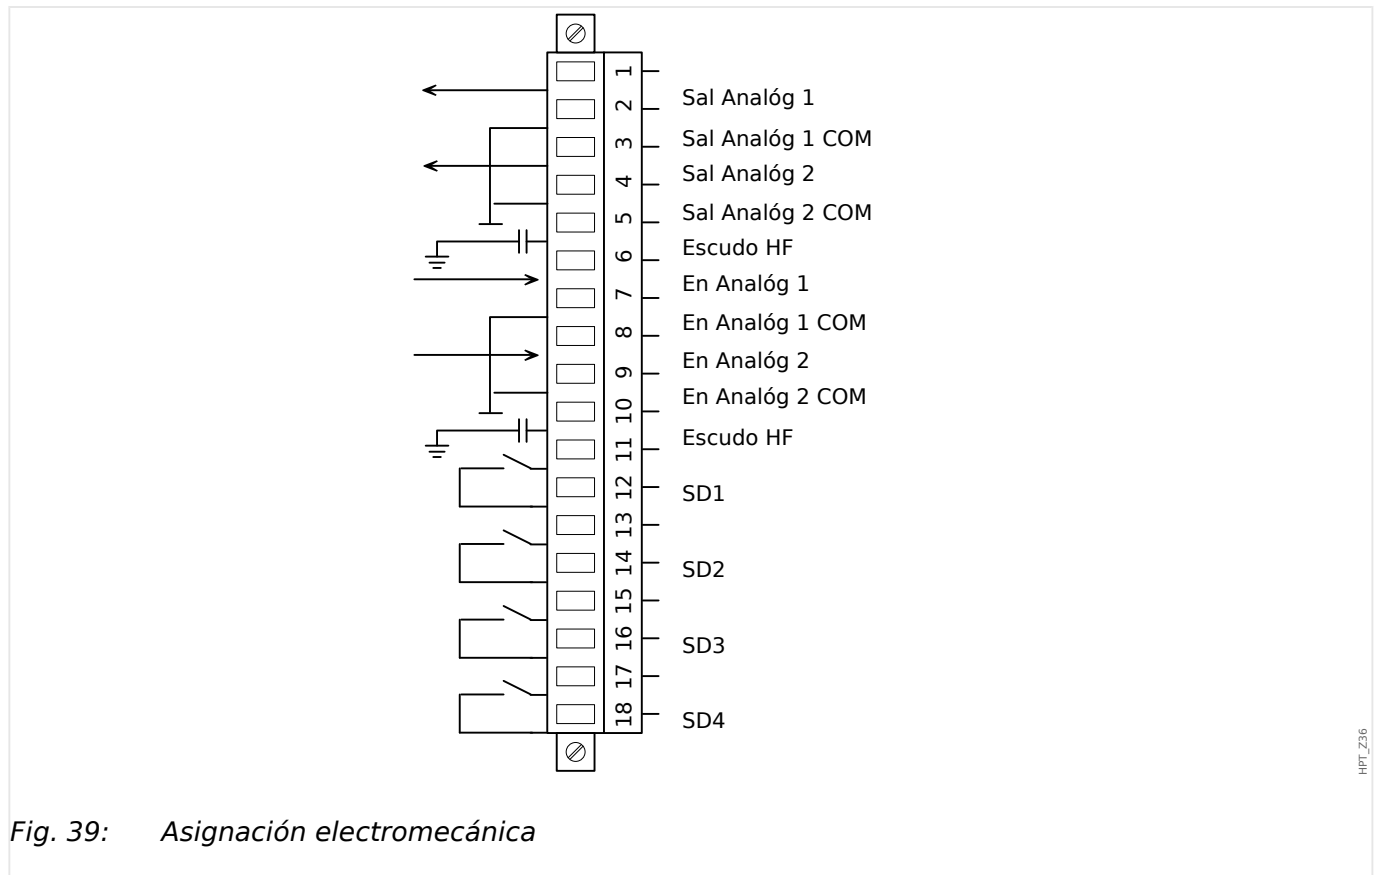 1
2
Sal Analóg 1
3
Sal Analóg 1 COM
4
Sal Analóg 2
5
Sal Analóg 2 COM
6
Escudo HF
7
En Analóg 1
8
En Analóg 1 COM
9
En Analóg 2
10
En Analóg 2 COM
11
Escudo HF
12
SD1
13
14
SD2
15
16
SD3
17
18
SD4
HPT_Z36
Fig. 39: Asignación electromecánica